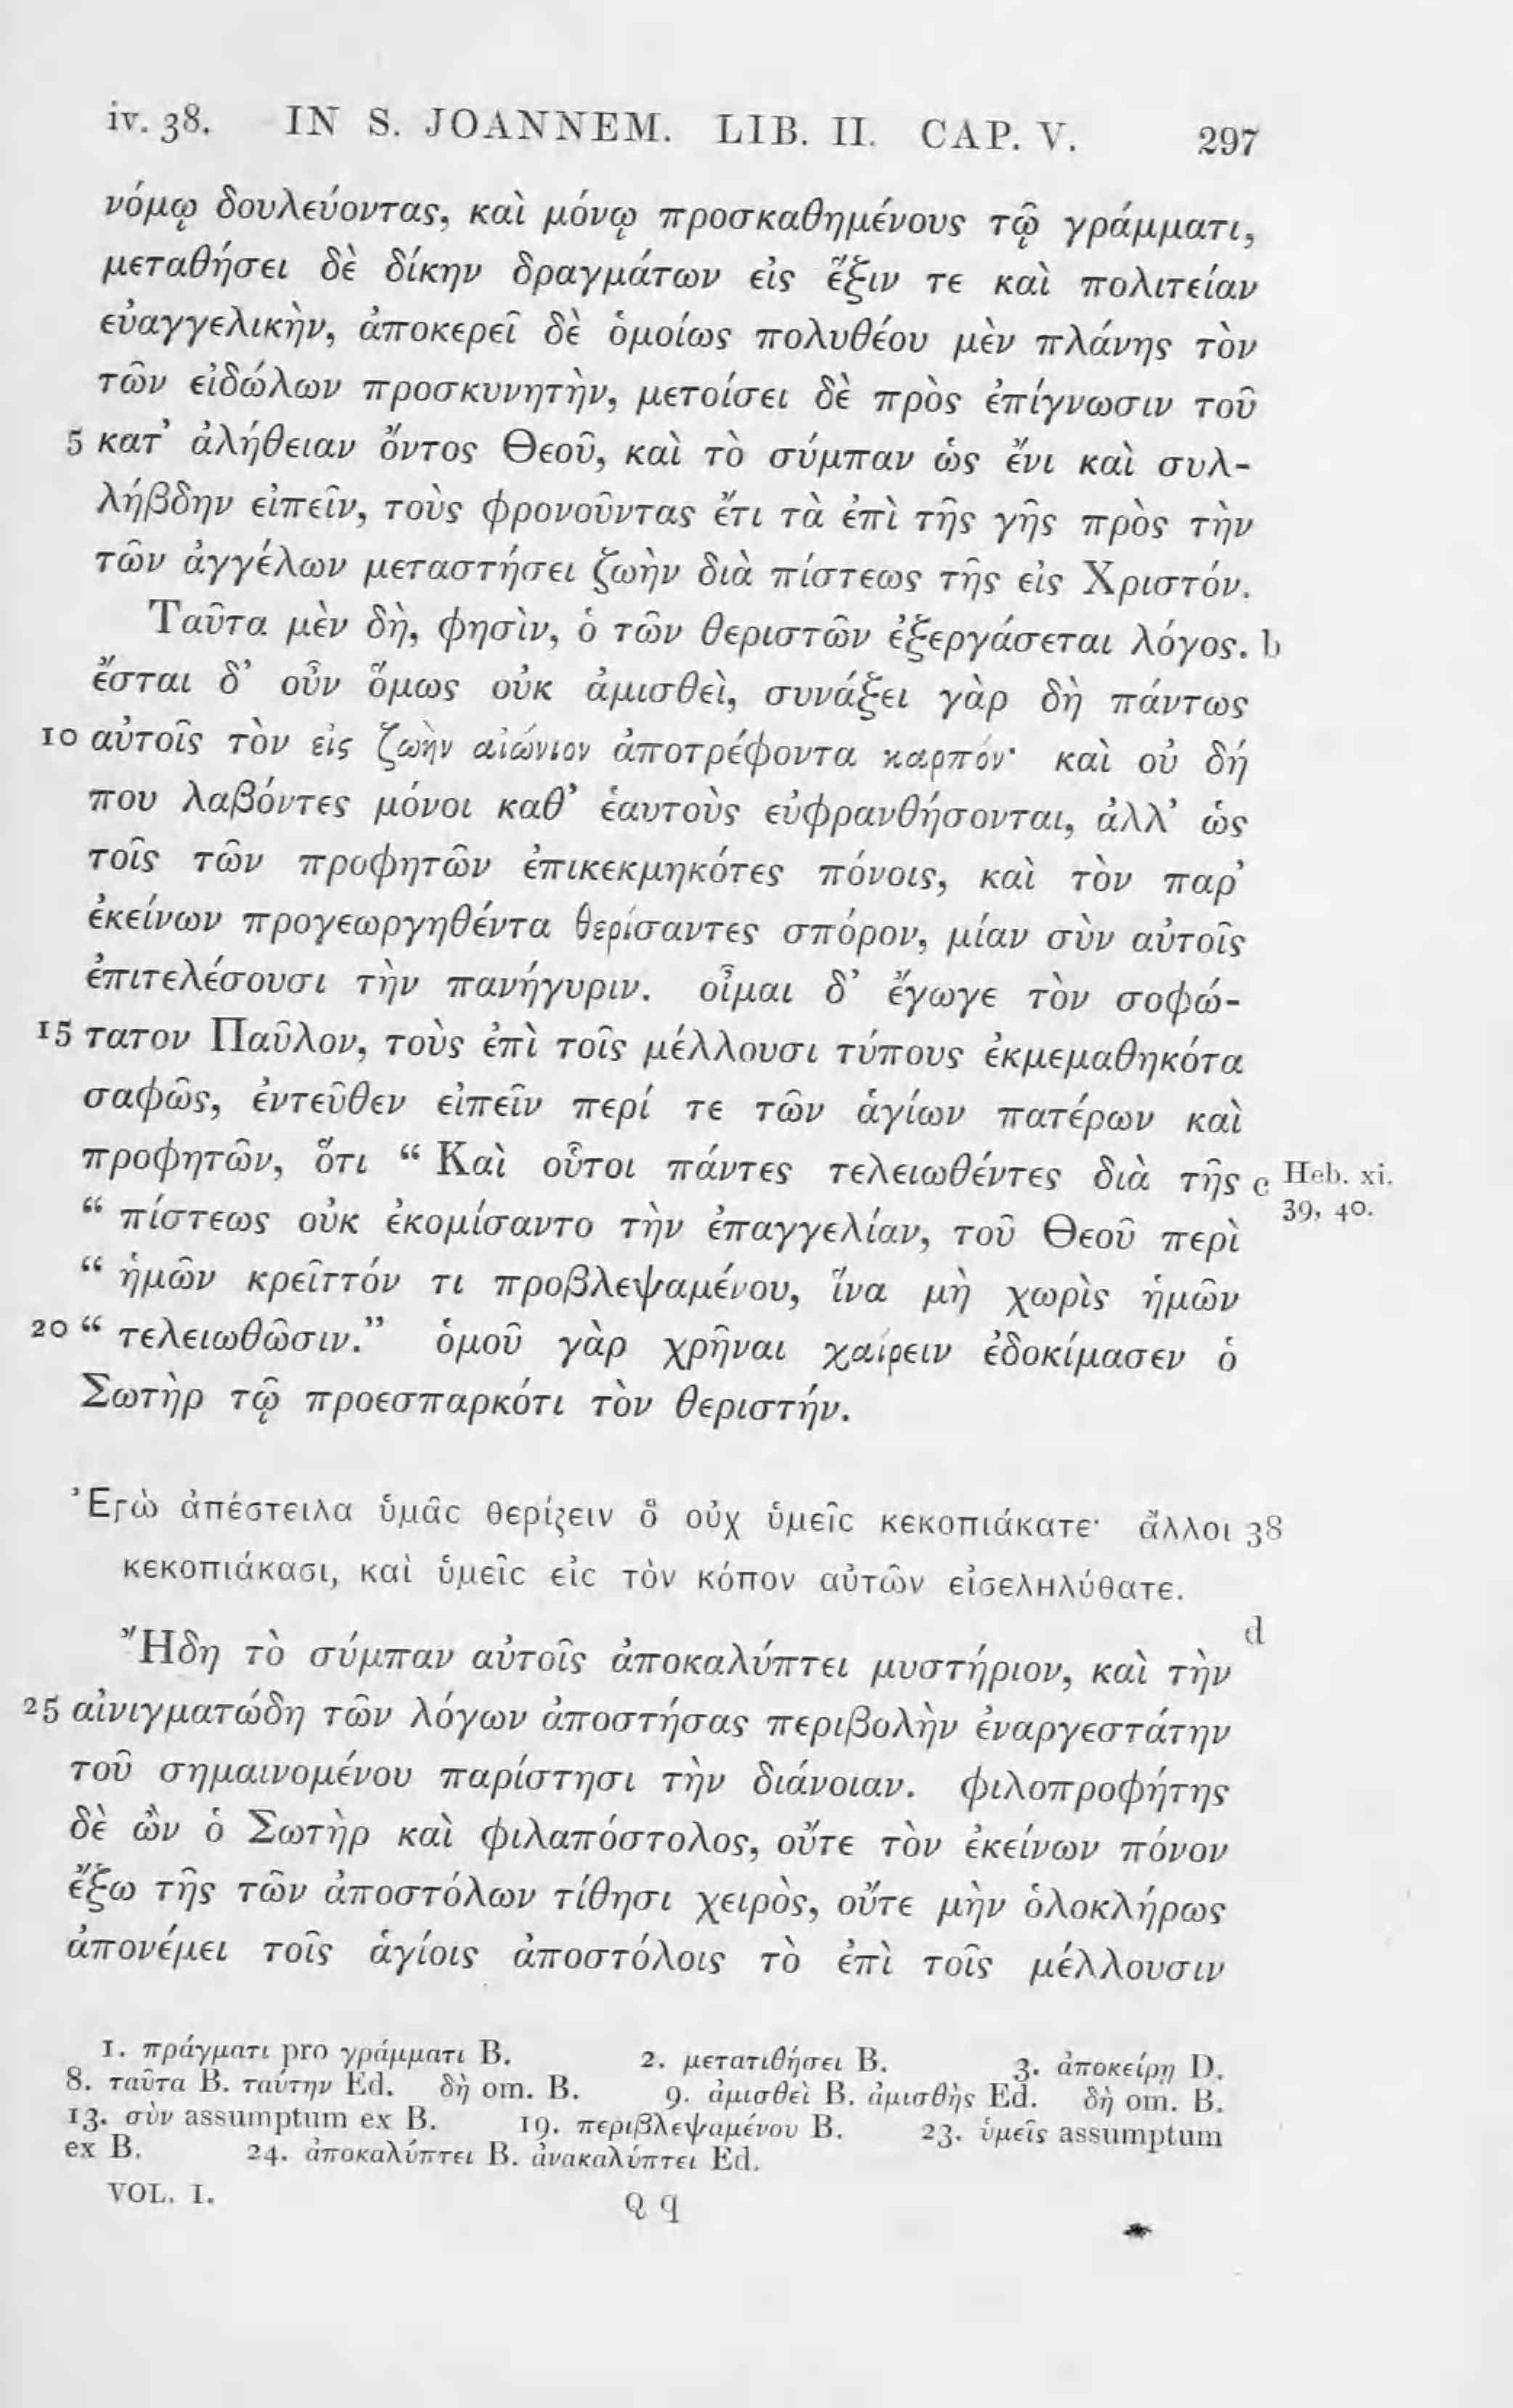 iv. 38. IN S. JOANNEM. LIB. II. CAP. V. 297
νόμῳ δουλεύοντας, καὶ μόνῳ προσκαθημένους τῷ γράμματι,
μεταθήσει δὲ δίκην δραγμάτων εἰς ἕξιν τε καὶ πολιτείαν
εὐαγγελικὴν, ἀποκερεῖ δὲ ὁμοίως πολυθέου μὲν πλάνης τὸν
τῶν εἰδώλων προσκυνητὴν, μετοίσει δὲ πρὸς ἐπίγνωσιν τοῦ
5 κατ’ ἀλήθειαν ὄντος Θεοῦ, καὶ τὸ σύμπαν ὡς ἔνι καὶ συλ-
λήβδην εἰπεῖν, τοὺς φρονοῦντας ἔτι τὰ ἐπὶ τῆς γῆς πρὸς τὴν
τῶν ἀγγέλων μεταστήσει ζωὴν διὰ πίστεως τῆς εἰς Χριστόν.
Ταῦτα μὲν δὴ, φησὶν, ὁ τῶν θεριστῶν ἐξεργάσεται λόγος. b
ἔσται δ’ οὖν ὅμως οὐκ ἀμισθεὶ, συνάξει γὰρ δὴ πάντως
10 αὐτοῖς τὸν εἰς ζωὴν αἰώνιον ἀποτρέφοντα καρπόν· καὶ οὐ δή
που λαβόντες μόνοι καθ’ ἑαυτοὺς εὐφρανθήσονται, ἀλλ’ ὡς
τοῖς τῶν προφητῶν ἐπικεκμηκότες πόνοις, καὶ τὸν παρ’
ἐκείνων προγεωργηθέντα θερίσαντες σπόρον, μίαν σὺν αὐτοῖς
ἐπιτελέσουσι τὴν πανήγυριν. οἶμαι δ’ ἔγωγε τὸν σοφώ-
15 τατον Παῦλον, τοὺς ἐπὶ τοῖς μέλλουσι τύπους ἐκμεμαθηκότα
σαφῶς, ἐντεῦθεν εἰπεῖν περί τε τῶν ἁγίων πατέρων καὶ
προφητῶν, ὅτι “ Καὶ οὗτοι πάντες τελειωθέντες διὰ τῆς c Heb. xi.
39, 40.
“ πίστεως οὐκ ἐκομίσαντο τὴν ἐπαγγελίαν, τοῦ Θεοῦ περὶ
“ ἡμῶν κρεῖττόν τι προβλεψαμένου, ἵνα μὴ χωρὶς ἡμῶν
20 “ τελειωθῶσιν.” ὁμοῦ γὰρ χρῆναι χαίρειν ἐδοκίμασεν ὁ
Σωτὴρ τῷ προεσπαρκότι τὸν θεριστήν.
Ἐγὼ ἀπέστειλα ὑμᾶς θερίζειν ὃ οὐχ ὑμεῖς κεκοπιάκατε· ἄλλοι 38
κεκοπιάκασι, καὶ ὑμεῖς εἰς τὸν κόπον αὐτῶν εἰσεληλύθατε.
d
Ἤδη τὸ σύμπαν αὐτοῖς ἀποκαλύπτει μυστήριον, καὶ τὴν
25 αἰνιγματώδη τῶν λόγων ἀποστήσας περιβολὴν ἐναργεστάτην
τοῦ σημαινομένου παρίστησι τὴν διάνοιαν. φιλοπροφήτης
δὲ ὢν ὁ Σωτὴρ καὶ φιλαπόστολος, οὔτε τὸν ἐκείνων πόνον
ἔξω τῆς τῶν ἀποστόλων τίθησι χειρὸς, οὔτε μὴν ὁλοκλήρως
ἀπονέμει τοῖς ἁγίοις ἀποστόλοις τὸ ἐπὶ τοῖς μέλλουσιν
1. πράγματι pro γράμματι B. 2. μετατιθήσει B. 3. ἀποκείρῃ D.
8. ταῦτα B. ταύτην Ed. δὴ om. B. 9. ἀμισθεὶ B. ἀμισθὴς Ed. δὴ om. B.
13. σὺν assumptum ex B. 19. περιβλεψαμένου B. 23. ὑμεῖς assumptum
ex B. 24. ἀποκαλύπτει B. ἀνακαλύπτει Ed.
VOL. I. Q q